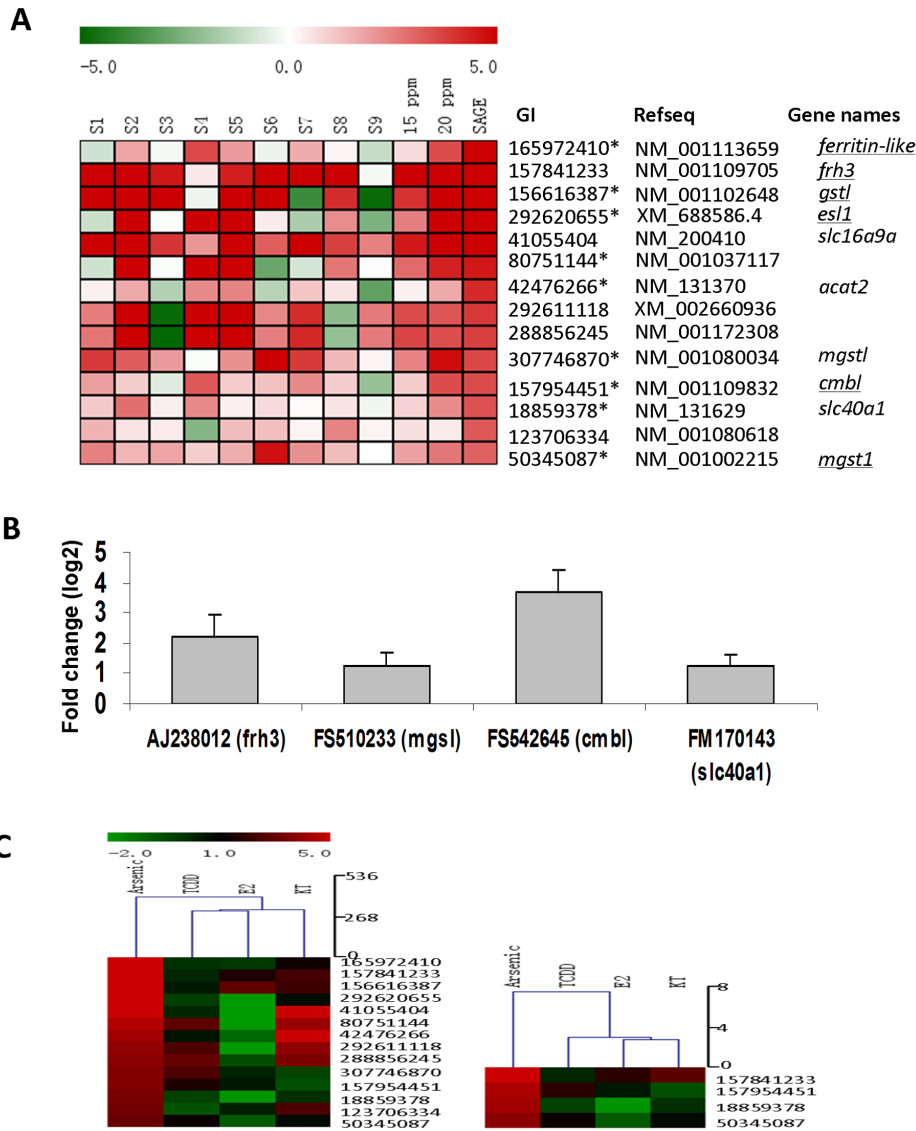 A
-5.0 0.0 5.0
S1 S2 S3 S4 S5 S6 S7 S8 S9 15 ppm 20 ppm SAGE
GI Refseq Gene names
165972410* NM_001113659 ferritin-like
157841233 NM_001109705 frh3
156616387* NM_001102648 gstl
292620655* XM_688586.4 esl1
41055404 NM_200410 slc16a9a
80751144* NM_001037117
42476266* NM_131370 acat2
292611118 XM_002660936
288856245 NM_001172308
307746870* NM_001080034 mgstl
157954451* NM_001109832 cmbl
18859378* NM_131629 slc40a1
123706334 NM_001080618
50345087* NM_001002215 mgst1
B
Fold change (log2)
5
4
3
2
1
0
AJ238012 (frh3) FS510233 (mgsl) FS542645 (cmbl) FM170143
(slc40a1)
C
-2.0 1.0 5.0
Arsenic TCDD E2 KT
536
268
0
165972410
157841233
156616387
292620655
41055404
80751144
42476266
292611118
288856245
307746870
157954451
18859378
123706334
50345087
Arsenic TCDD E2 KT
8
4
0
157841233
157954451
18859378
50345087